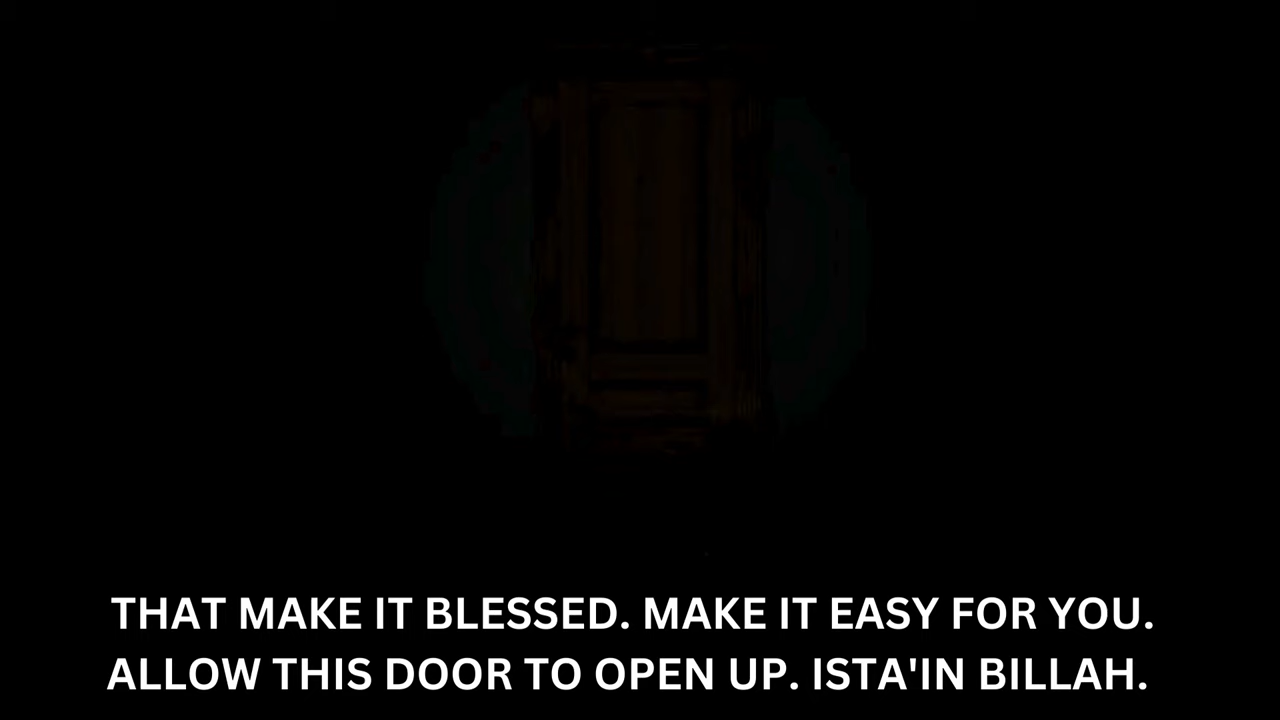 THAT MAKE IT BLESSED. MAKE IT EASY FOR YOU.
ALLOW THIS DOOR TO OPEN UP. ISTA'IN BILLAH.